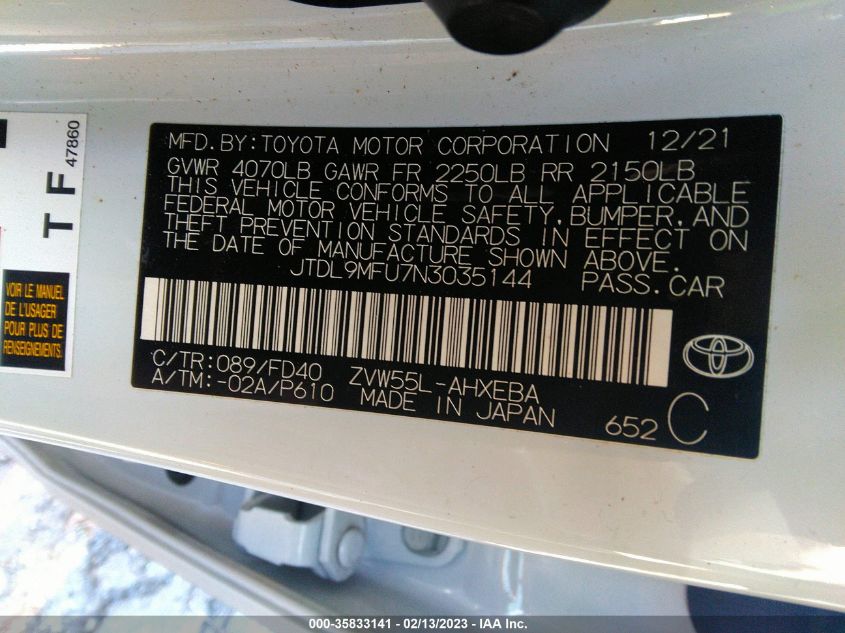 MFD.BY:TOYOTA MOTOR CORPORATION 12/21
GVWR 4070LB GAWR FR 2250LB RR 2150LB
THIS VEHICLE CONFORMS TO ALL APPLICABLE
FEDERAL MOTOR VEHICLE SAFETY,BUMPER,AND
THEFT PREVENTION STANDARDS IN EFFECT ON
THE DATE OF MANUFACTURE SHOWN ABOVE.
JTDL9MFU7N3035144 PASS.CAR
C/TR:089/FD40 ZVW55L-AHXEBA
A/TM:-02A/P610 MADE IN JAPAN
652 C
T F
47860
VOIR LE MANUEL
DE L'USAGER
POUR PLUS DE
RENSEIGNEMENTS.
000-35833141 - 02/13/2023 - IAA Inc.